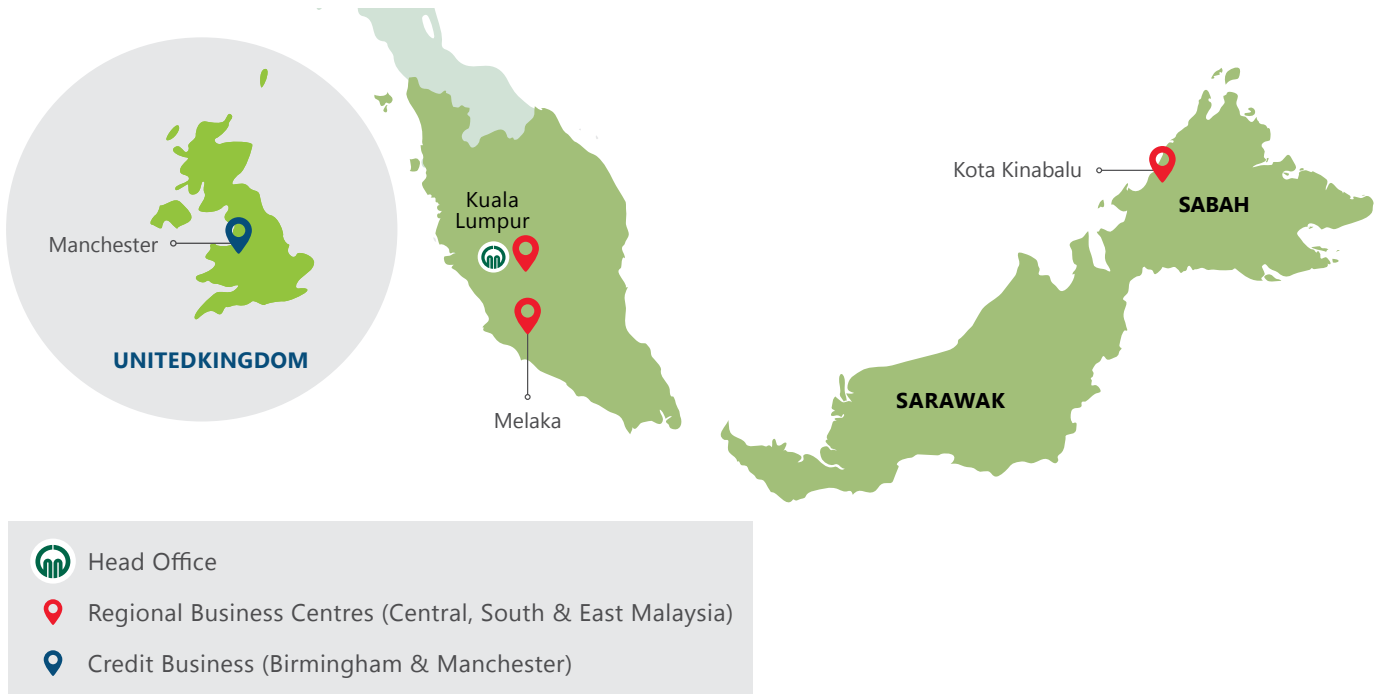 Manchester
UNITEDKINGDOM
Kuala
Lumpur
Melaka
Kota Kinabalu
SABAH
SARAWAK
Head Office
Regional Business Centres (Central, South & East Malaysia)
Credit Business (Birmingham & Manchester)